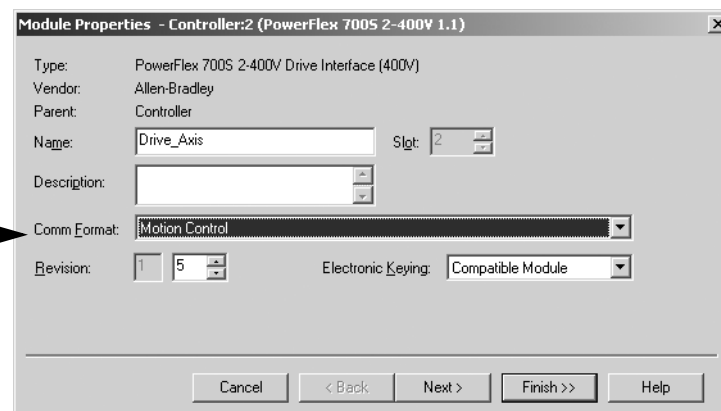 Module Properties - Controller:2 (PowerFlex 700S 2-400V 1.1)
Type: PowerFlex 700S 2-400V Drive Interface (400V)
Vendor: Allen-Bradley
Parent: Controller
Name: Drive_Axis Slot: 2
Description:
Comm Format: Motion Control
Revision: 1 5 Electronic Keying: Compatible Module
Cancel < Back Next > Finish >> Help